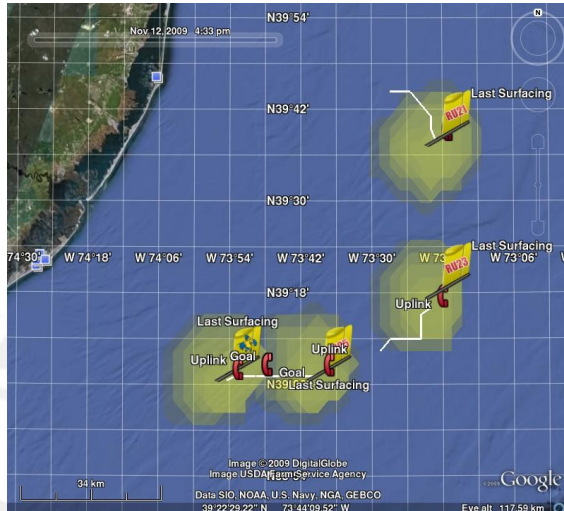 N39°54'
Nov 12, 2009 4:33 pm
N
N39°42'
Last Surfacing
RU21
N39°30'
74°30' W 74°18' W 74°06' W 73°54' W 73°42' W 73°30' W 73° W 73°06' W
Last Surfacing
RU23
N39°18'
Uplink
Last Surfacing
Uplink Goal
Uplink
Goal
Last Surfacing
Image © 2009 DigitalGlobe
Image USDA Farm Service Agency
34 km
Data SIO, NOAA, U.S. Navy, NGA, GEBCO
©2009 Google
39°22'29.22" N 73°44'09.52" W
Eye alt 117.59 km